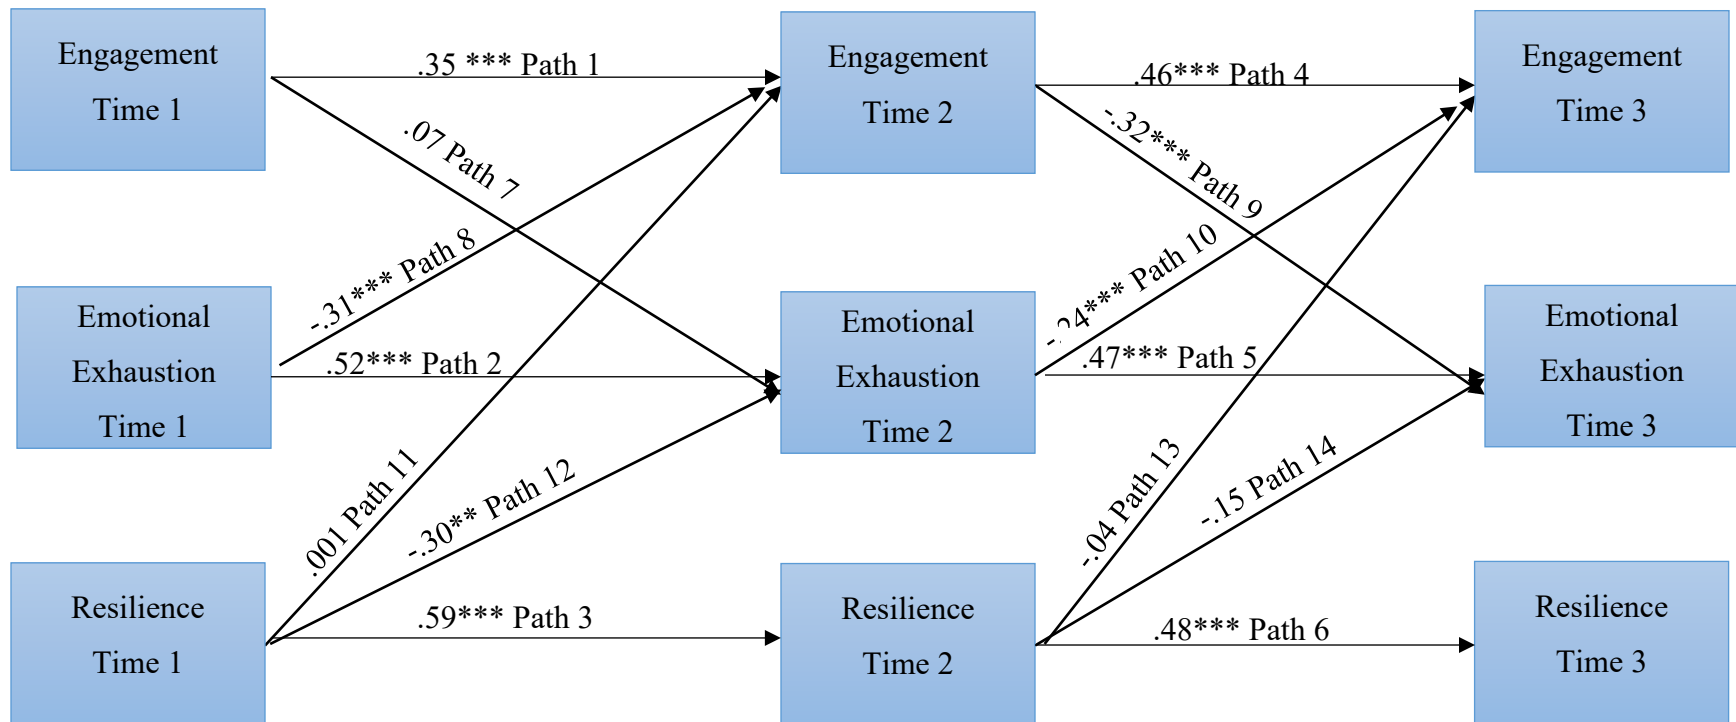 Engagement
Time 1
.35 *** Path 1
Engagement
Time 2
.46*** Path 4
Engagement
Time 3
.07 Path 7
-.31*** Path 8
-.32*** Path 9
-.24*** Path 10
Emotional
Exhaustion
Time 1
.52*** Path 2
Emotional
Exhaustion
Time 2
.47*** Path 5
Emotional
Exhaustion
Time 3
.001 Path 11
-.30** Path 12
-.04 Path 13
-.15 Path 14
Resilience
Time 1
.59*** Path 3
Resilience
Time 2
.48*** Path 6
Resilience
Time 3